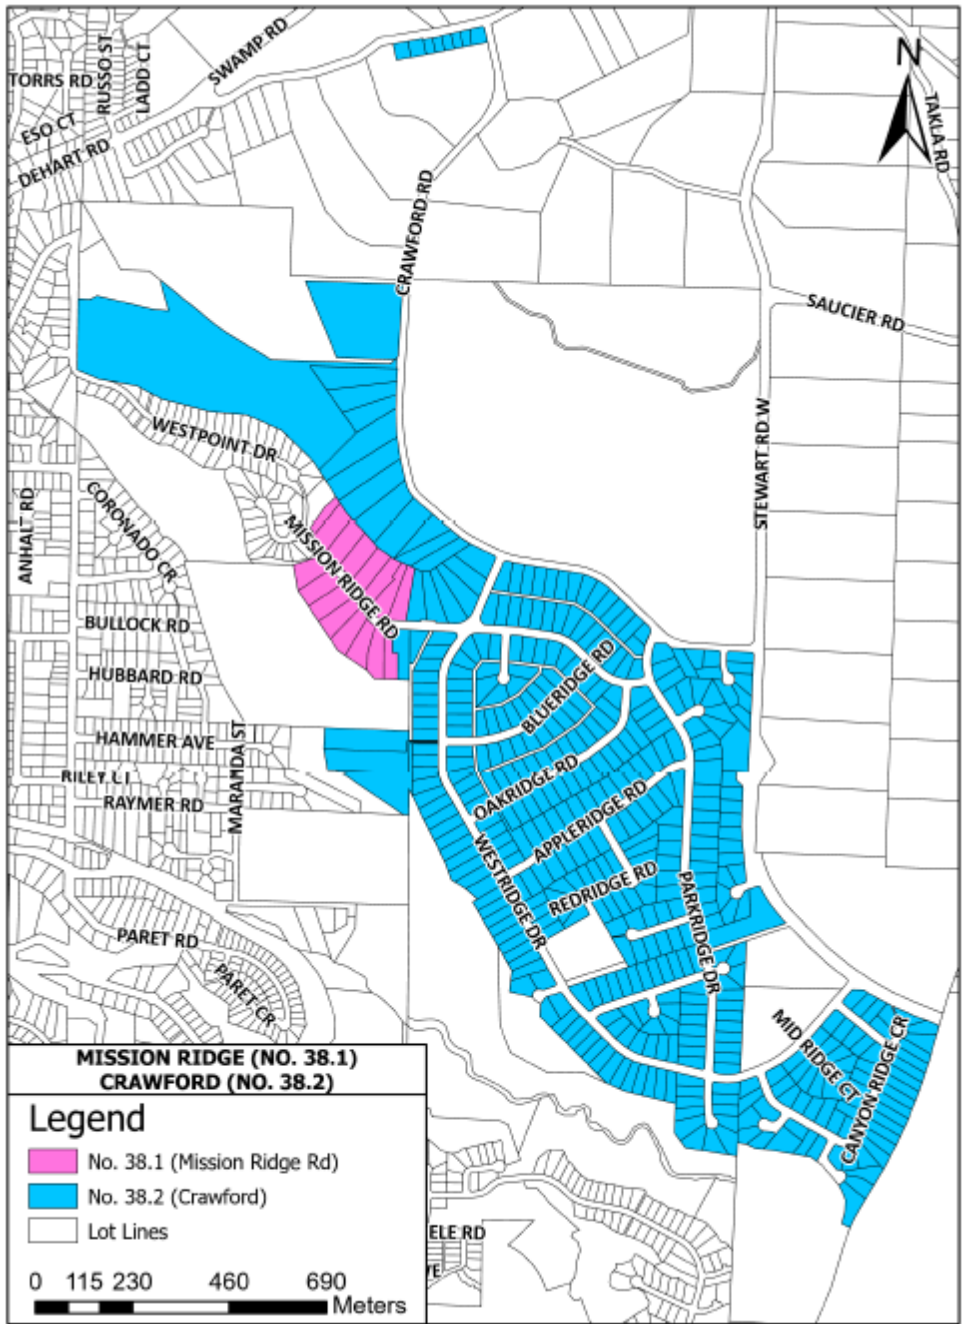 SWAMP RD
N
TORRS RD
RUSSO ST
LADD CT
TAKLA RD
ESO CT
DEHART RD
CRAWFORD RD
SAUCIER RD
WESTPOINT DR
STEWART RD W
ANHALT RD
CORONADO CR
MISSION RIDGE RD
BULLOCK RD
HUBBARD RD
BLUERIDGE RD
HAMMER AVE
MARANDA ST
RILEY CT
RAYMER RD
OAKRIDGE RD
APPLERIDGE RD
WESTRIDGE DR
REDRIDGE RD
PARKRIDGE DR
PARET RD
PARET CR
MID RIDGE CT
CANYON RIDGE CR
MISSION RIDGE (NO. 38.1)
CRAWFORD (NO. 38.2)
Legend
No. 38.1 (Mission Ridge Rd)
No. 38.2 (Crawford)
Lot Lines
ELE RD
VE
0 115 230 460 690
Meters